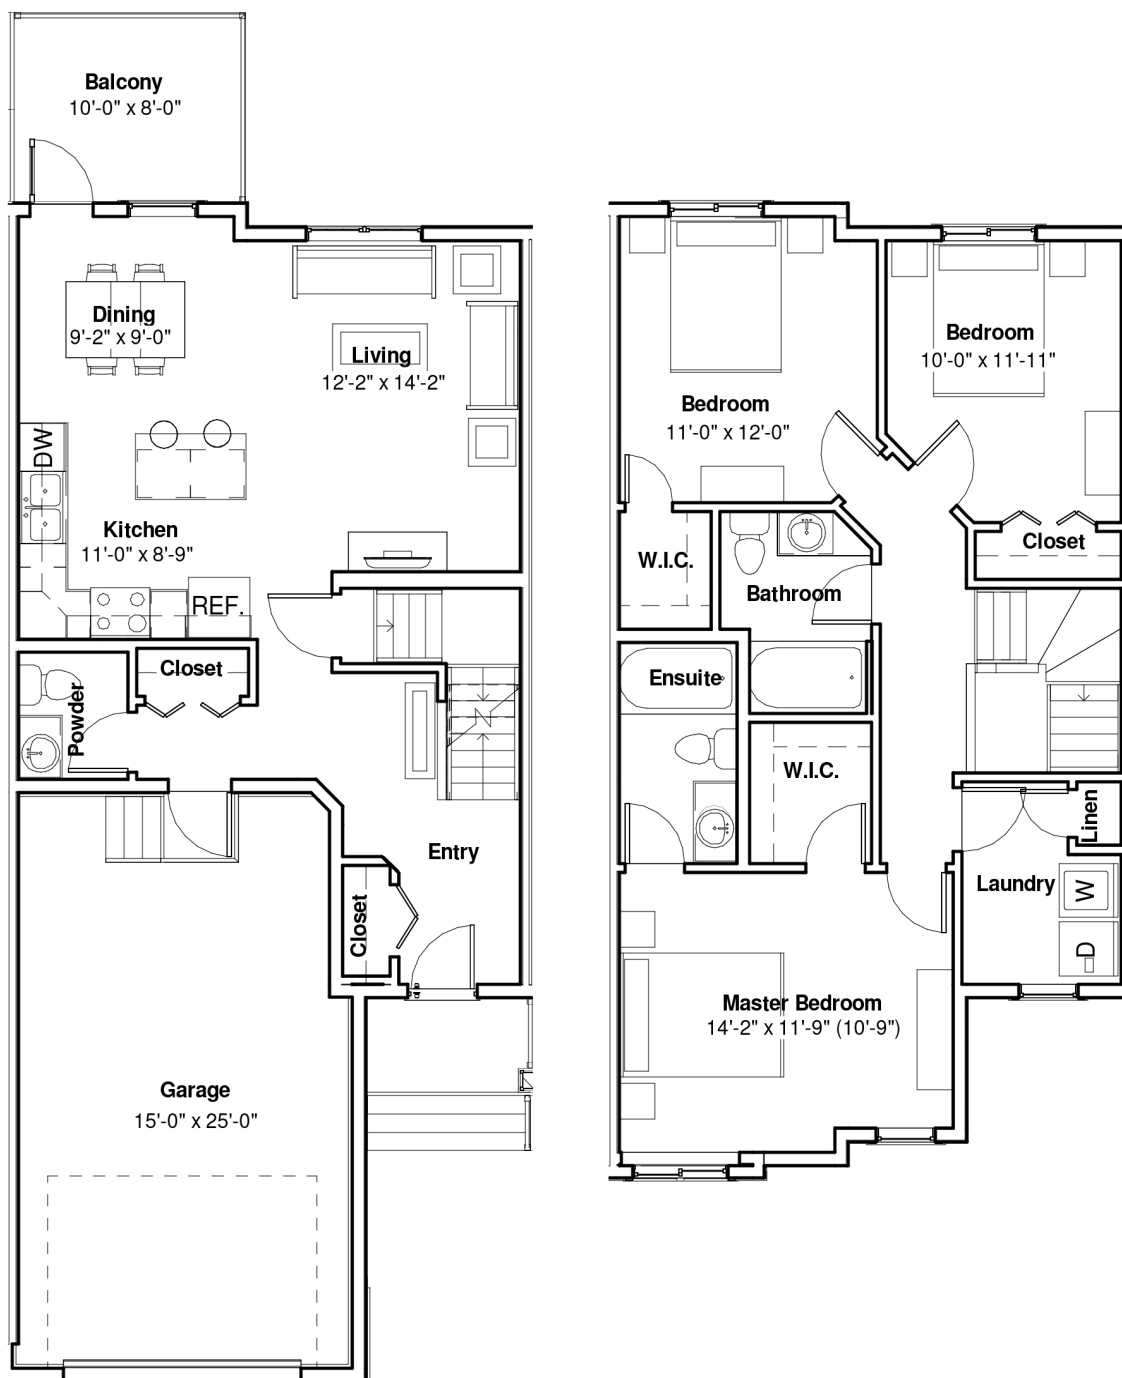 Balcony
10'-0" x 8'-0"
Dining
9'-2" x 9'-0"
Living
12'-2" x 14'-2"
DW
Kitchen
11'-0" x 8'-9"
REF.
Closet
Powder
Entry
Closet
Garage
15'-0" x 25'-0"
Bedroom
11'-0" x 12'-0"
Bedroom
10'-0" x 11'-11"
W.I.C.
Bathroom
Closet
Ensuite
W.I.C.
Linen
Laundry
W
D
Master Bedroom
14'-2" x 11'-9" (10'-9")